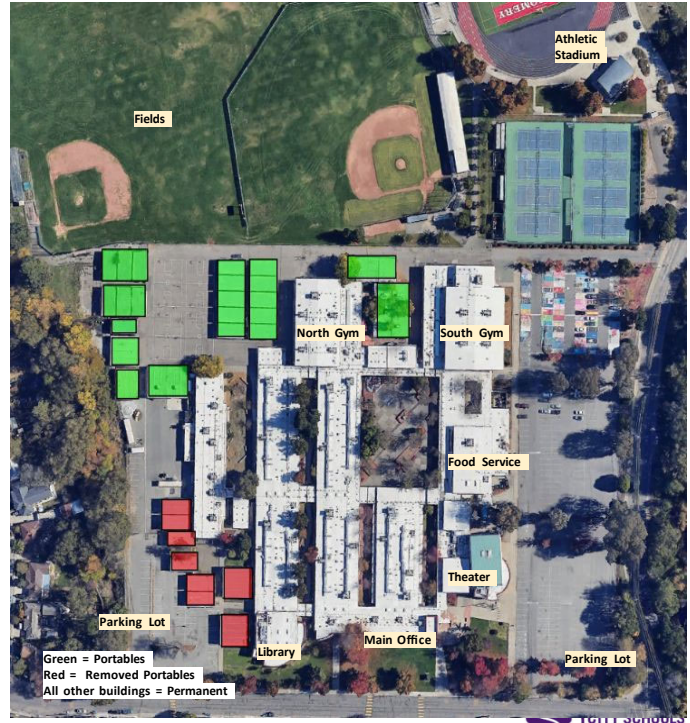 Athletic
Stadium
Fields
North Gym
South Gym
Food Service
Theater
Parking Lot
Main Office
Library
Parking Lot
Green = Portables
Red = Removed Portables
All other buildings = Permanent